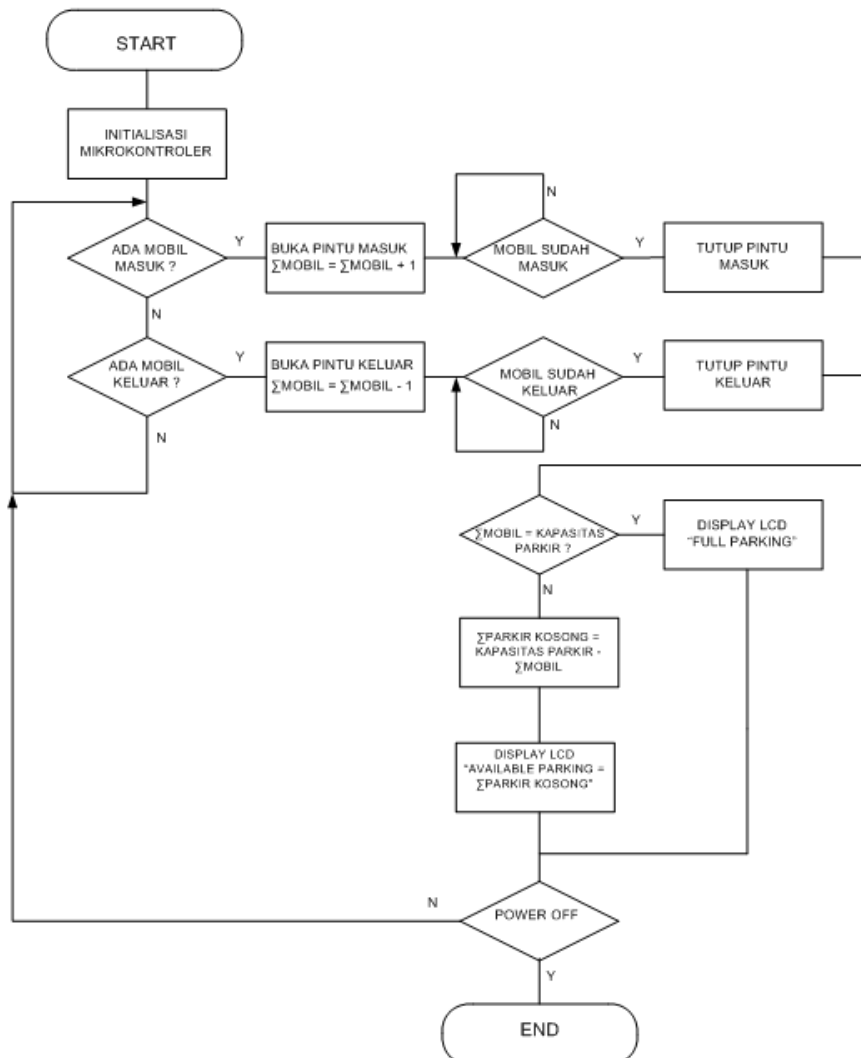 START
INITIALISASI
MIKROKONTROLER
ADA MOBIL
MASUK ?
Y
BUKA PINTU MASUK
∑MOBIL = ∑MOBIL + 1
N
MOBIL SUDAH
MASUK
Y
TUTUP PINTU
MASUK
N
ADA MOBIL
KELUAR ?
Y
BUKA PINTU KELUAR
∑MOBIL = ∑MOBIL - 1
MOBIL SUDAH
KELUAR
Y
TUTUP PINTU
KELUAR
N
N
∑MOBIL = KAPASITAS
PARKIR ?
Y
DISPLAY LCD
“FULL PARKING”
N
∑PARKIR KOSONG =
KAPASITAS PARKIR -
∑MOBIL
DISPLAY LCD
“AVAILABLE PARKING =
∑PARKIR KOSONG”
N
POWER OFF
Y
END